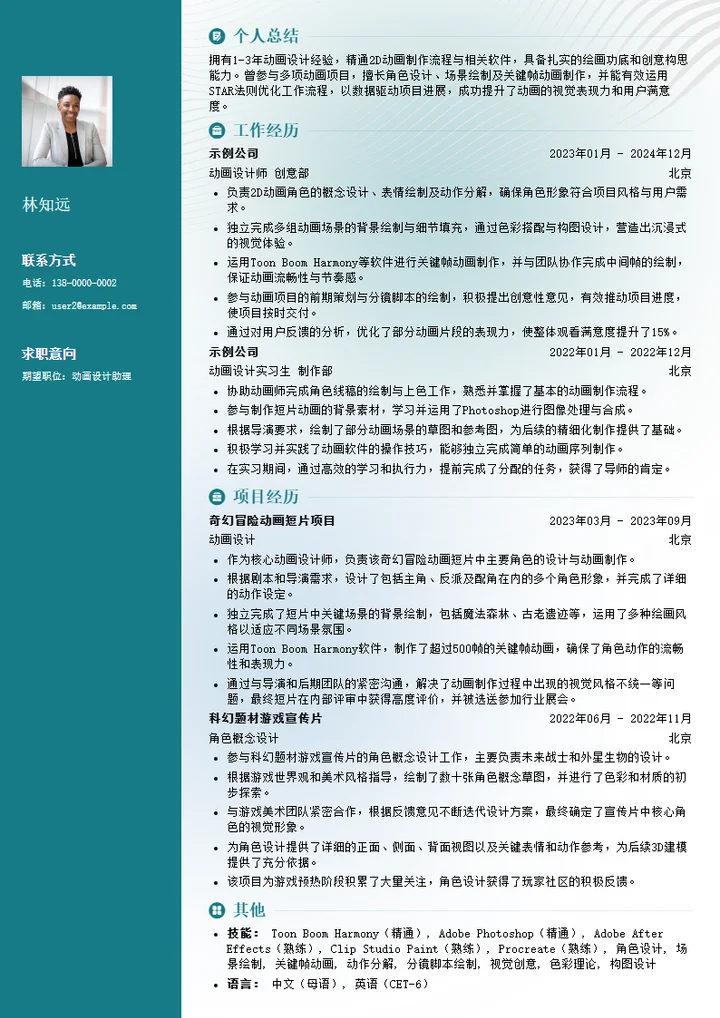 林知远
联系方式
电话：138-0000-0002
邮箱：user2@example.com
求职意向
期望职位：动画设计助理
个人总结
拥有1-3年动画设计经验，精通2D动画制作流程与相关软件，具备扎实的绘画功底和创意构思
能力。曾参与多项动画项目，擅长角色设计、场景绘制及关键帧动画制作，并能有效运用
STAR法则优化工作流程，以数据驱动项目进展，成功提升了动画的视觉表现力和用户满意
度。
工作经历
示例公司 2023年01月 - 2024年12月
动画设计师 创意部 北京
• 负责2D动画角色的概念设计、表情绘制及动作分解，确保角色形象符合项目风格与用户需
求。
• 独立完成多组动画场景的背景绘制与细节填充，通过色彩搭配与构图设计，营造出沉浸式
的视觉体验。
• 运用Toon Boom Harmony等软件进行关键帧动画制作，并与团队协作完成中间帧的绘制，
保证动画流畅性与节奏感。
• 参与动画项目的前期策划与分镜脚本的绘制，积极提出创意性意见，有效推动项目进度，
使项目按时交付。
• 通过对用户反馈的分析，优化了部分动画片段的表现力，使整体观看满意度提升了15%。
示例公司 2022年01月 - 2022年12月
动画设计实习生 制作部 北京
• 协助动画师完成角色线稿的绘制与上色工作，熟悉并掌握了基本的动画制作流程。
• 参与制作短片动画的背景素材，学习并运用了Photoshop进行图像处理与合成。
• 根据导演要求，绘制了部分动画场景的草图和参考图，为后续的精细化制作提供了基础。
• 积极学习并实践了动画软件的操作技巧，能够独立完成简单的动画序列制作。
• 在实习期间，通过高效的学习和执行力，提前完成了分配的任务，获得了导师的肯定。
项目经历
奇幻冒险动画短片项目 2023年03月 - 2023年09月
动画设计 北京
• 作为核心动画设计师，负责该奇幻冒险动画短片中主要角色的设计与动画制作。
• 根据剧本和导演需求，设计了包括主角、反派及配角在内的多个角色形象，并完成了详细
的动作设定。
• 独立完成了短片中关键场景的背景绘制，包括魔法森林、古老遗迹等，运用了多种绘画风
格以适应不同场景氛围。
• 运用Toon Boom Harmony软件，制作了超过500帧的关键帧动画，确保了角色动作的流畅
性和表现力。
• 通过与导演和后期团队的紧密沟通，解决了动画制作过程中出现的视觉风格不统一等问
题，最终短片在内部评审中获得高度评价，并被选送参加行业展会。
科幻题材游戏宣传片 2022年06月 - 2022年11月
角色概念设计 北京
• 参与科幻题材游戏宣传片的角色概念设计工作，主要负责未来战士和外星生物的设计。
• 根据游戏世界观和美术风格指导，绘制了数十张角色概念草图，并进行了色彩和材质的初
步探索。
• 与游戏美术团队紧密合作，根据反馈意见不断迭代设计方案，最终确定了宣传片中核心角
色的视觉形象。
• 为角色设计提供了详细的正面、侧面、背面视图以及关键表情和动作参考，为后续3D建模
提供了充分依据。
• 该项目为游戏预热阶段积累了大量关注，角色设计获得了玩家社区的积极反馈。
其他
• 技能： Toon Boom Harmony（精通）, Adobe Photoshop（精通）, Adobe After
Effects（熟练）, Clip Studio Paint（熟练）, Procreate（熟练）, 角色设计, 场
景绘制, 关键帧动画, 动作分解, 分镜脚本绘制, 视觉创意, 色彩理论, 构图设计
• 语言： 中文（母语）, 英语（CET-6）